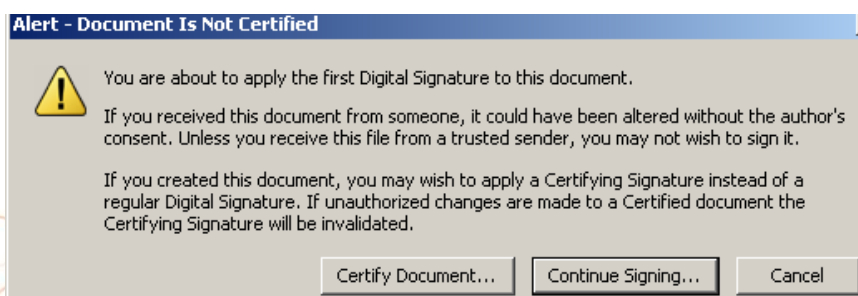 Alert - Document Is Not Certified
You are about to apply the first Digital Signature to this document.
If you received this document from someone, it could have been altered without the author's
consent. Unless you receive this file from a trusted sender, you may not wish to sign it.
If you created this document, you may wish to apply a Certifying Signature instead of a
regular Digital Signature. If unauthorized changes are made to a Certified document the
Certifying Signature will be invalidated.
Certify Document... Continue Signing... Cancel